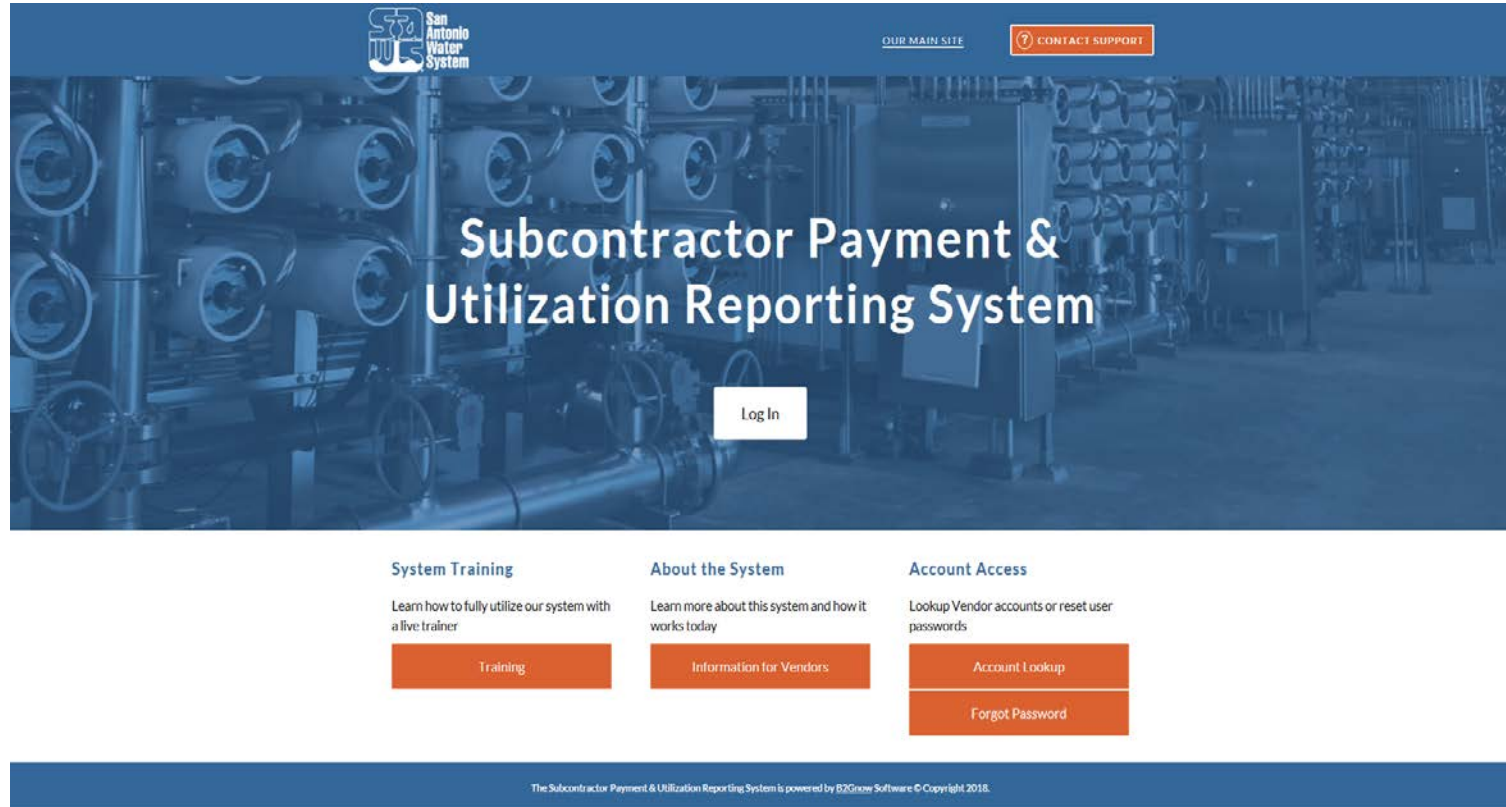 San
Antonio
Water
System
OUR MAIN SITE
? CONTACT SUPPORT
Subcontractor Payment &
Utilization Reporting System
Log In
System Training
Learn how to fully utilize our system with
a live trainer
Training
About the System
Learn more about this system and how it
works today
Information for Vendors
Account Access
Lookup Vendor accounts or reset user
passwords
Account Lookup
Forgot Password
The Subcontractor Payment & Utilization Reporting System is powered by B2Gnow Software © Copyright 2018.